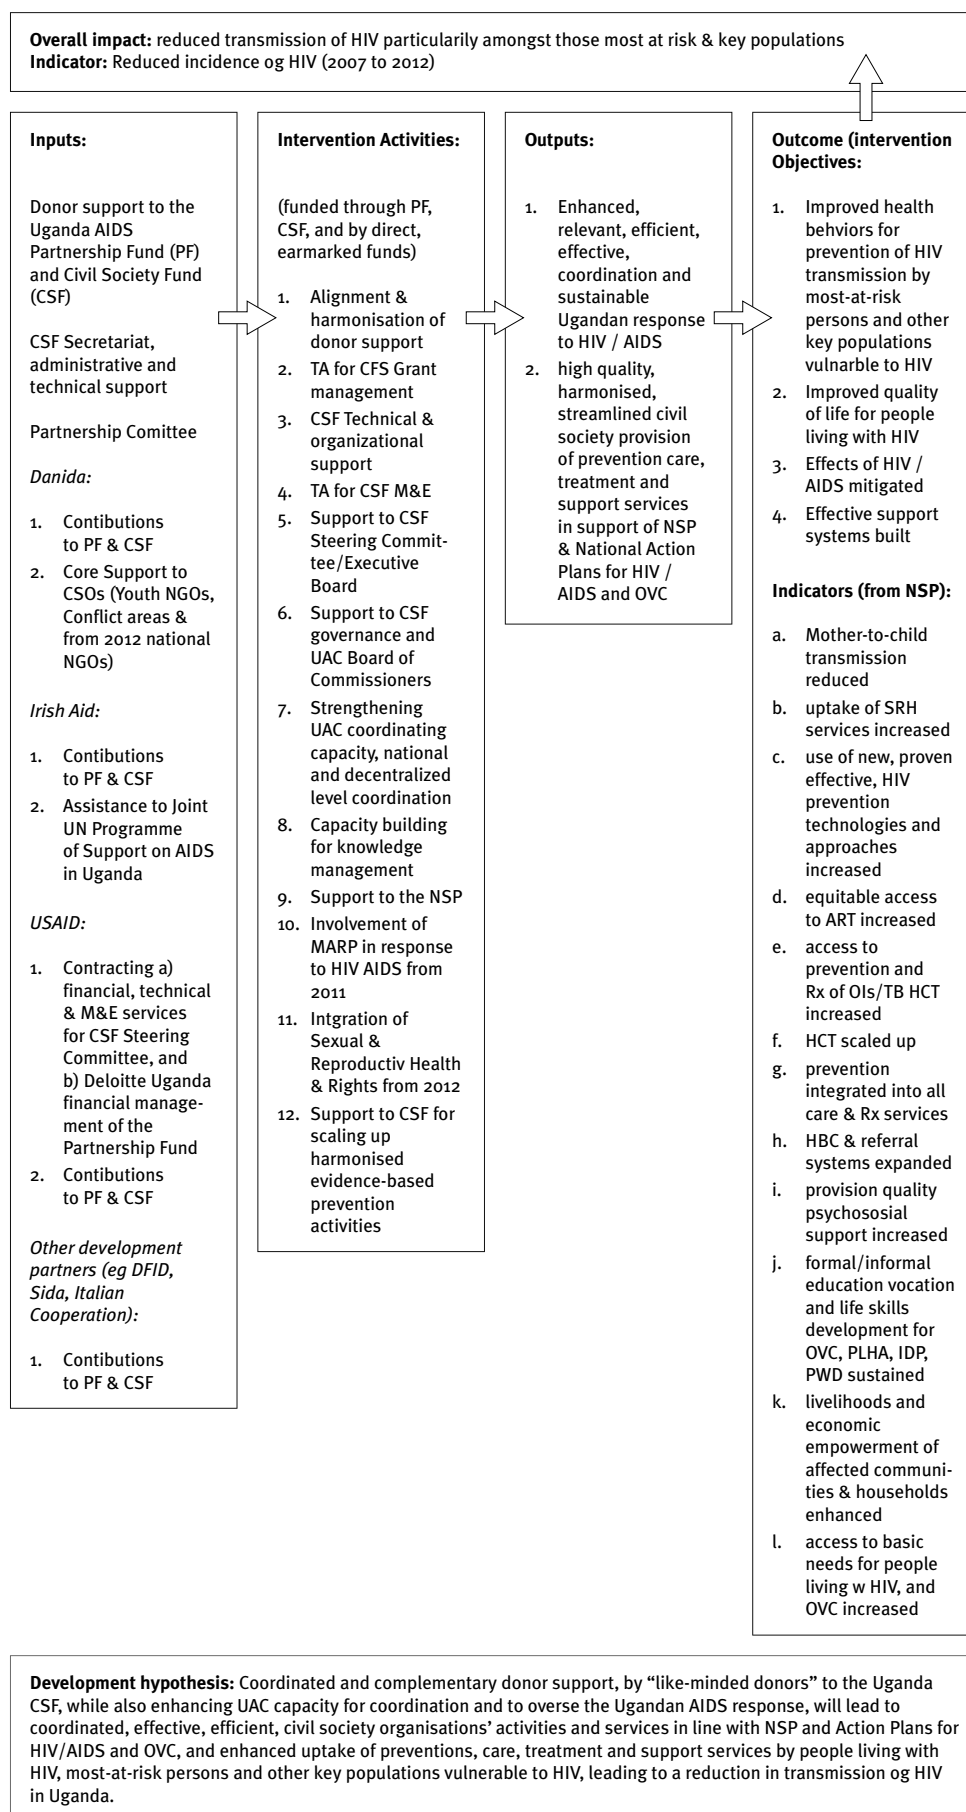 Overall impact: reduced transmission of HIV particularily amongst those most at risk & key populations
Indicator: Reduced incidence og HIV (2007 to 2012)
Inputs:
Donor support to the
Uganda AIDS
Partnership Fund (PF)
and Civil Society Fund
(CSF)
CSF Secretariat,
administrative and
technical support
Partnership Comittee
Danida:
1. Contibutions
to PF & CSF
2. Core Support to
CSOs (Youth NGOs,
Conflict areas &
from 2012 national
NGOs)
Irish Aid:
1. Contibutions
to PF & CSF
2. Assistance to Joint
UN Programme
of Support on AIDS
in Uganda
USAID:
1. Contracting a)
financial, technical
& M&E services
for CSF Steering
Committee, and
b) Deloitte Uganda
financial manage-
ment of the
Partnership Fund
2. Contibutions
to PF & CSF
Other development
partners (eg DFID,
Sida, Italian
Cooperation):
1. Contibutions
to PF & CSF
Intervention Activities:
(funded through PF,
CSF, and by direct,
earmarked funds)
1. Alignment &
harmonisation of
donor support
2. TA for CFS Grant
management
3. CSF Technical &
organizational
support
4. TA for CSF M&E
5. Support to CSF
Steering Commit-
tee/Executive
Board
6. Support to CSF
governance and
UAC Board of
Commissioners
7. Strengthening
UAC coordinating
capacity, national
and decentralized
level coordination
8. Capacity building
for knowledge
management
9. Support to the NSP
10. Involvement of
MARP in response
to HIV AIDS from
2011
11. Intgration of
Sexual &
Reproductiv Health
& Rights from 2012
12. Support to CSF for
scaling up
harmonised
evidence-based
prevention
activities
Outputs:
1. Enhanced,
relevant, efficient,
effective,
coordination and
sustainable
Ugandan response
to HIV / AIDS
2. high quality,
harmonised,
streamlined civil
society provision
of prevention care,
treatment and
support services
in support of NSP
& National Action
Plans for HIV /
AIDS and OVC
Outcome (intervention
Objectives:
1. Improved health
behviors for
prevention of HIV
transmission by
most-at-risk
persons and other
key populations
vulnarble to HIV
2. Improved quality
of life for people
living with HIV
3. Effects of HIV /
AIDS mitigated
4. Effective support
systems built
Indicators (from NSP):
a. Mother-to-child
transmission
reduced
b. uptake of SRH
services increased
c. use of new, proven
effective, HIV
prevention
technologies and
approaches
increased
d. equitable access
to ART increased
e. access to
prevention and
Rx of OIs/TB HCT
increased
f. HCT scaled up
g. prevention
integrated into all
care & Rx services
h. HBC & referral
systems expanded
i. provision quality
psychososial
support increased
j. formal/informal
education vocation
and life skills
development for
OVC, PLHA, IDP,
PWD sustained
k. livelihoods and
economic
empowerment of
affected communi-
ties & households
enhanced
l. access to basic
needs for people
living w HIV, and
OVC increased
Development hypothesis: Coordinated and complementary donor support, by “like-minded donors” to the Uganda
CSF, while also enhancing UAC capacity for coordination and to overse the Ugandan AIDS response, will lead to
coordinated, effective, efficient, civil society organisations’ activities and services in line with NSP and Action Plans for
HIV/AIDS and OVC, and enhanced uptake of preventions, care, treatment and support services by people living with
HIV, most-at-risk persons and other key populations vulnerable to HIV, leading to a reduction in transmission og HIV
in Uganda.